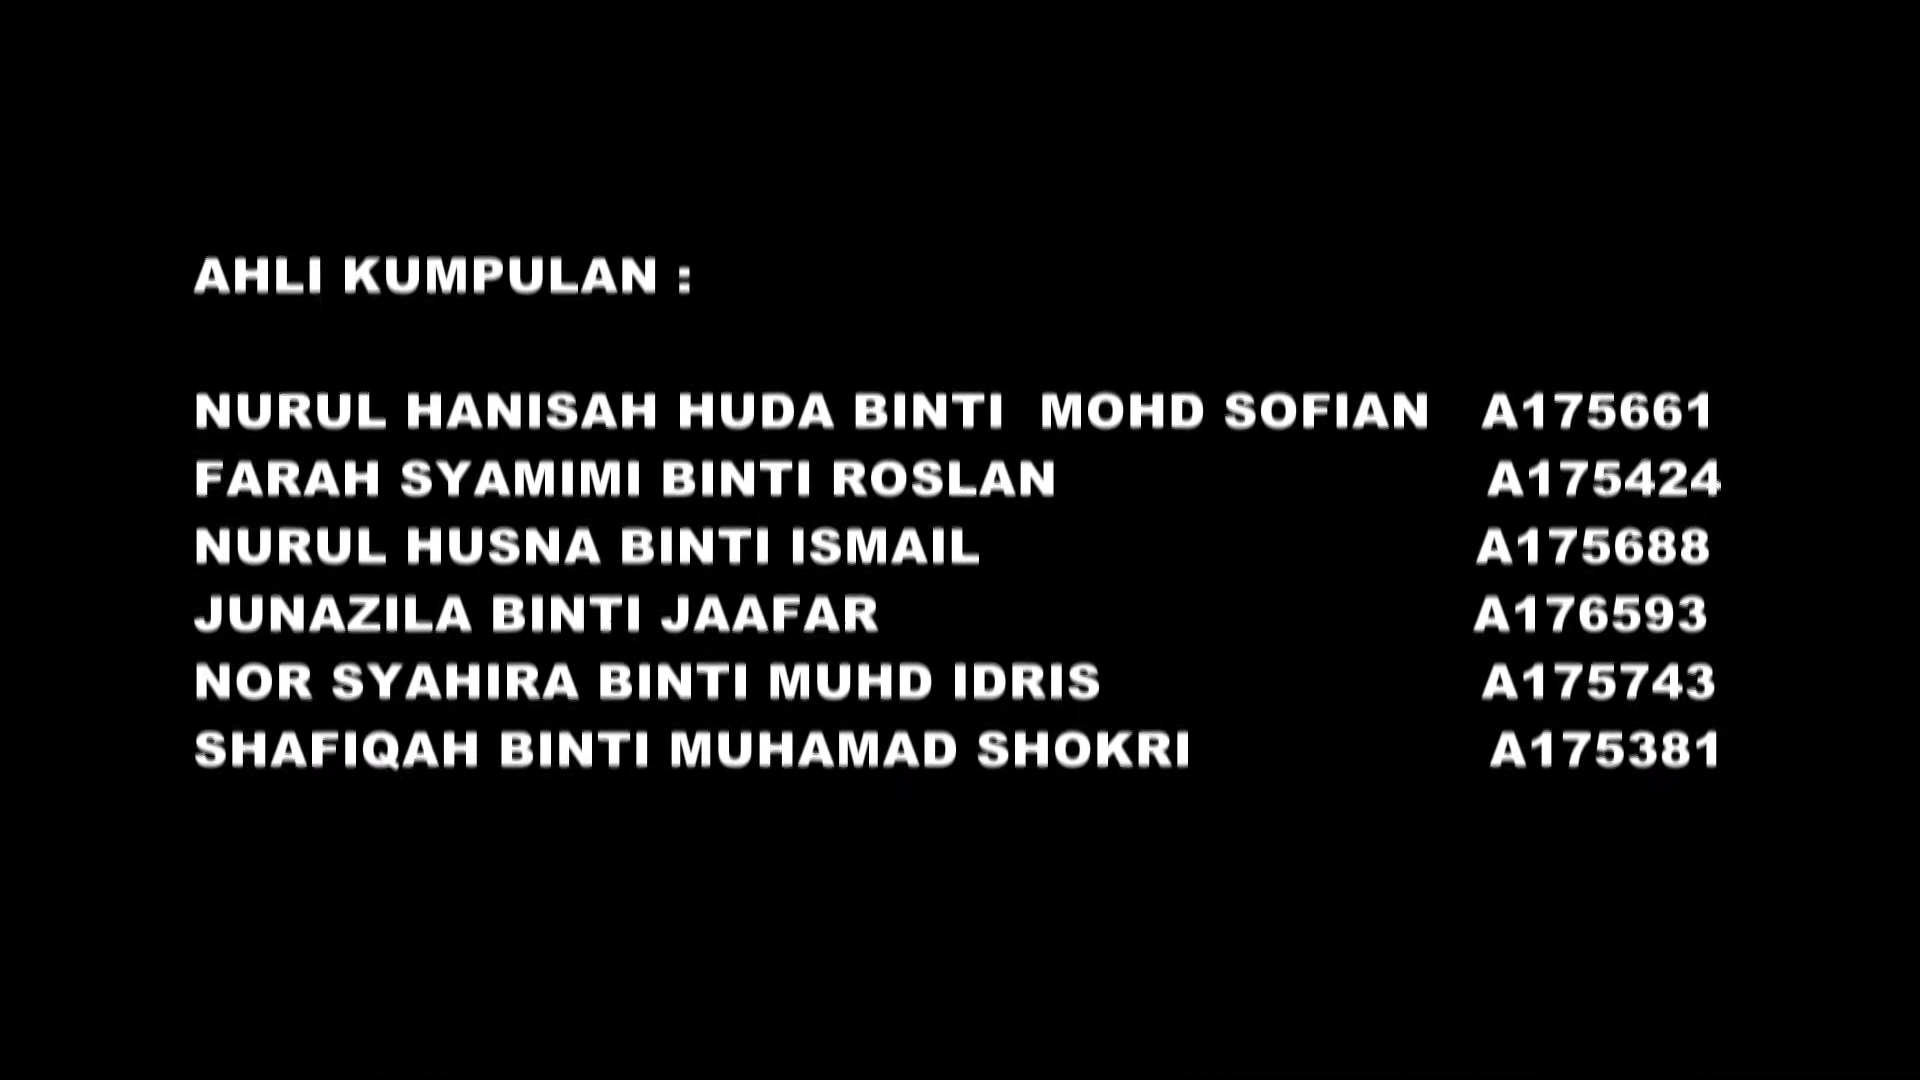 AHLI KUMPULAN :
NURUL HANISAH HUDA BINTI MOHD SOFIAN A175661
FARAH SYAMIMI BINTI ROSLAN A175424
NURUL HUSNA BINTI ISMAIL A175688
JUNAZILA BINTI JAAFAR A176593
NOR SYAHIRA BINTI MUHD IDRIS A175743
SHAFIQAH BINTI MUHAMAD SHOKRI A175381